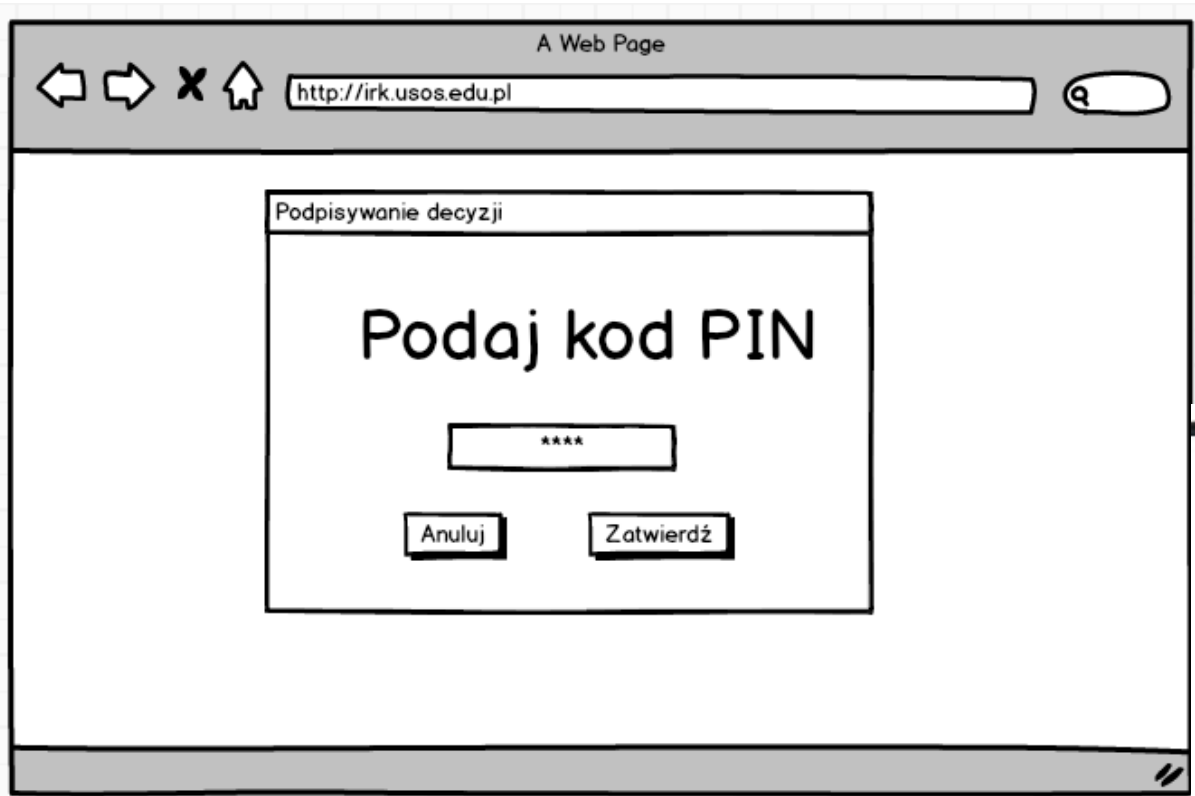 A Web Page
http://irk.usos.edu.pl
Podpisywanie decyzji
Podaj kod PIN
****
Anuluj
Zatwierdź